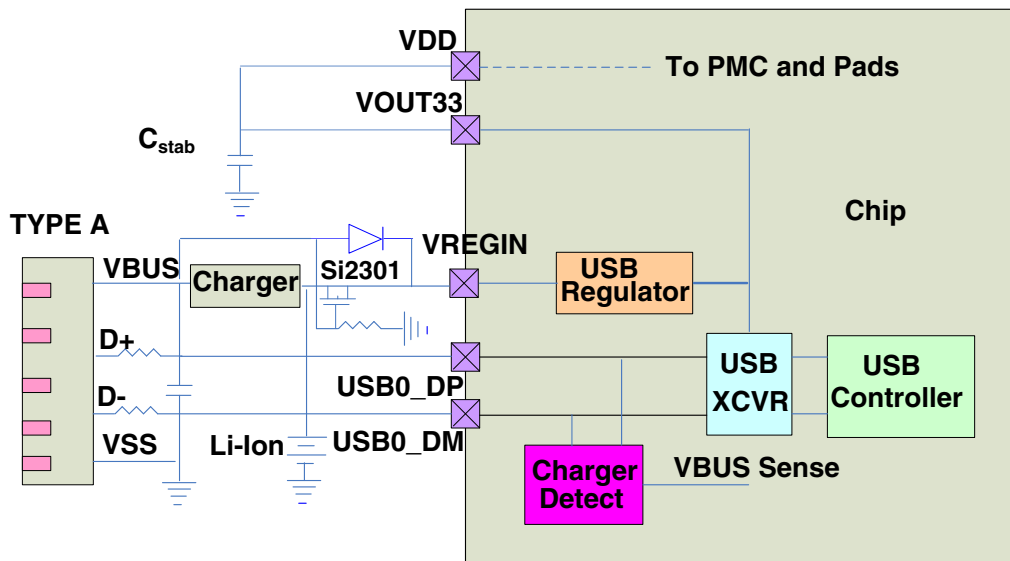 VDD
To PMC and Pads
VOUT33
Cstab
Chip
TYPE A
VREGIN
VBUS
Charger
Si2301
USB
Regulator
D+
USB
XCVR
USB
Controller
USB0_DP
D-
Li-Ion
USB0_DM
VSS
Charger
Detect
VBUS Sense